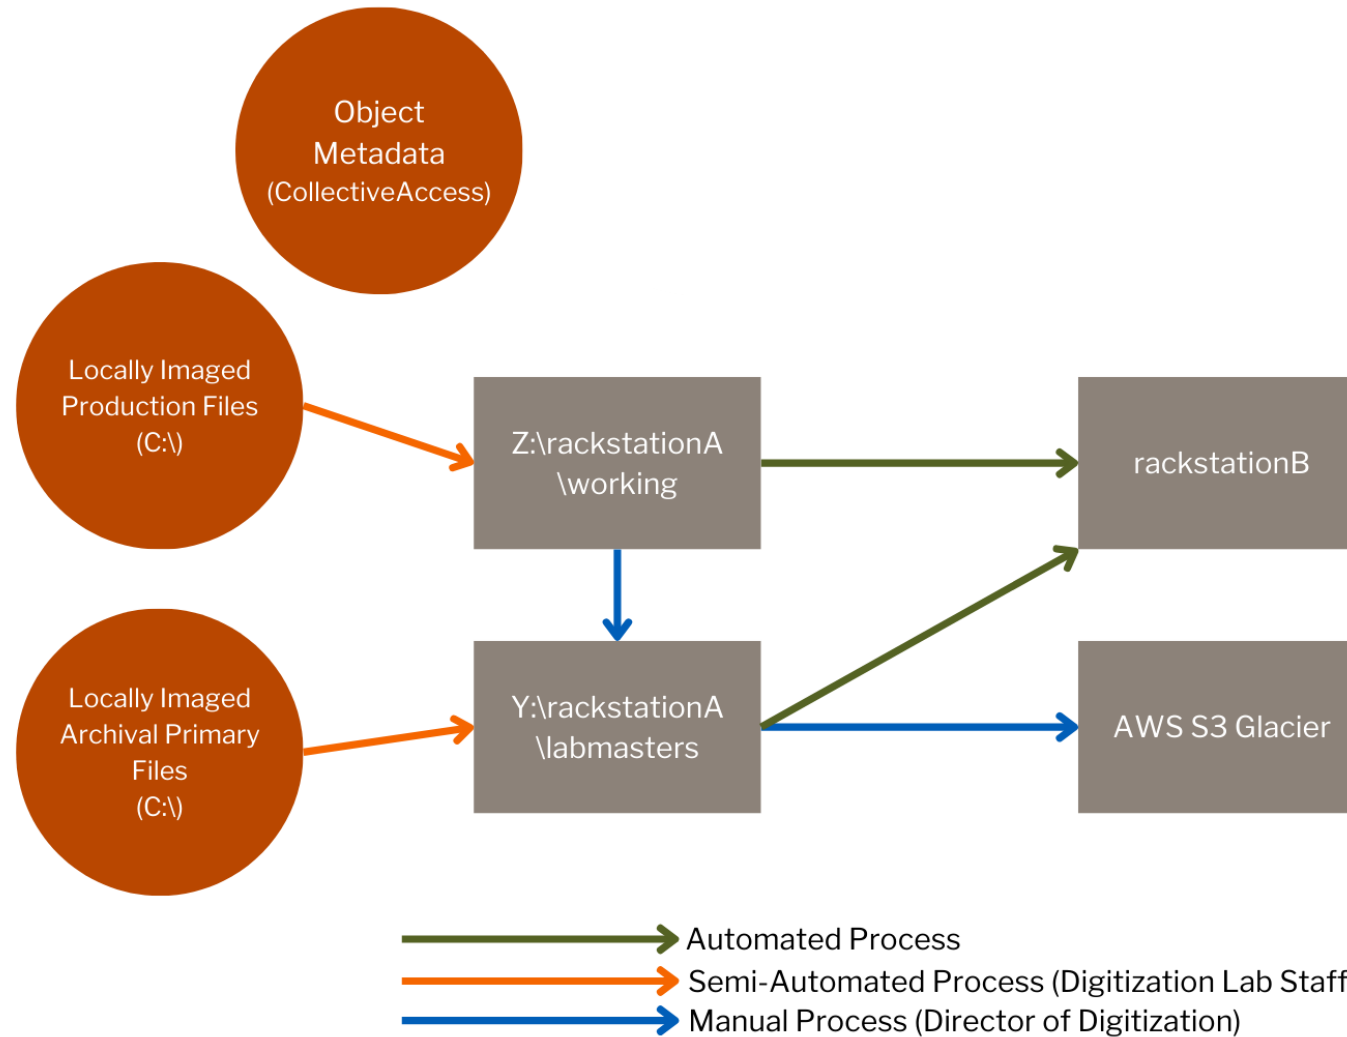 Object
Metadata
(CollectiveAccess)
Locally Imaged
Production Files
(C:\)
Z:\rackstationA
\working
rackstationB
Locally Imaged
Archival Primary
Files
(C:\)
Y:\rackstationA
\labmasters
AWS S3 Glacier
Automated Process
Semi-Automated Process (Digitization Lab Staff
Manual Process (Director of Digitization)